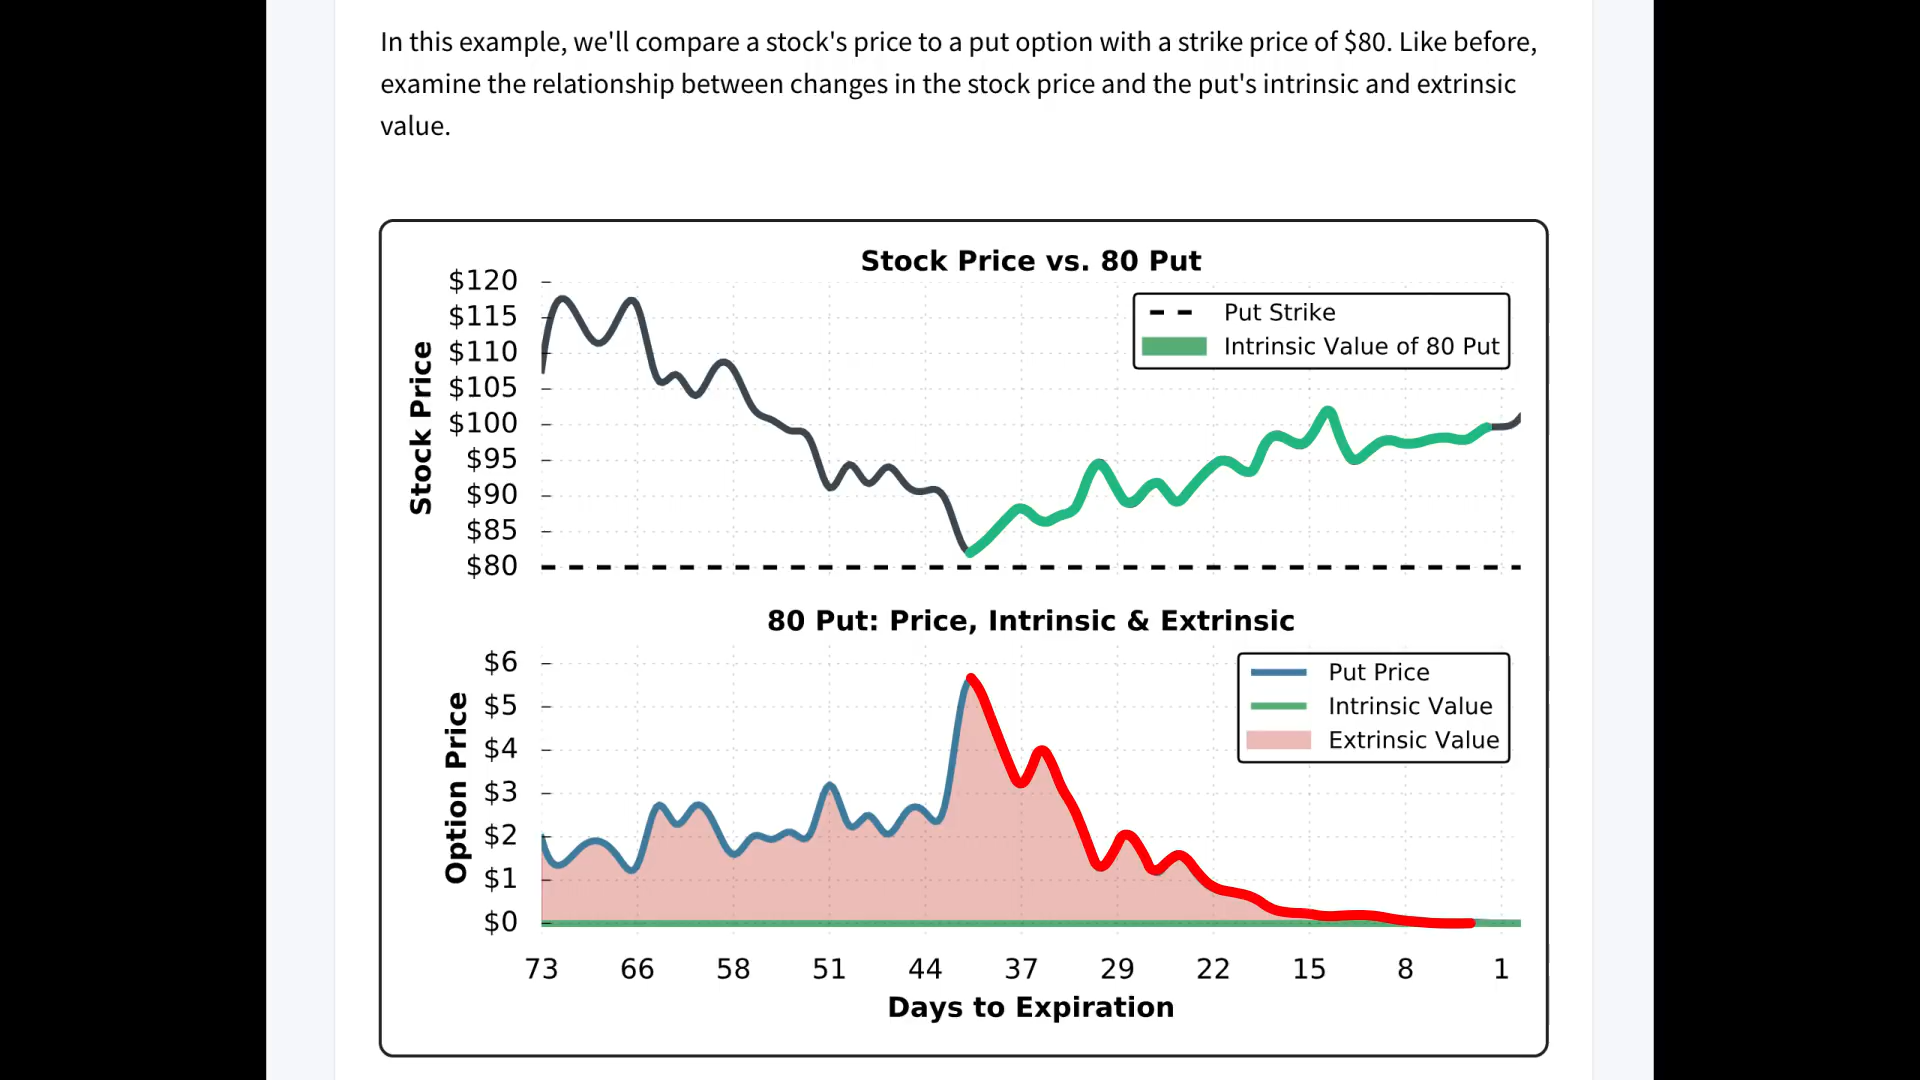 In this example, we'll compare a stock's price to a put option with a strike price of $80. Like before,
examine the relationship between changes in the stock price and the put's intrinsic and extrinsic
value.
Stock Price vs. 80 Put
Stock Price
$120
$115
$110
$105
$100
$95
$90
$85
$80
Put Strike
Intrinsic Value of 80 Put
80 Put: Price, Intrinsic & Extrinsic
Option Price
$6
$5
$4
$3
$2
$1
$0
Put Price
Intrinsic Value
Extrinsic Value
73 66 58 51 44 37 29 22 15 8 1
Days to Expiration